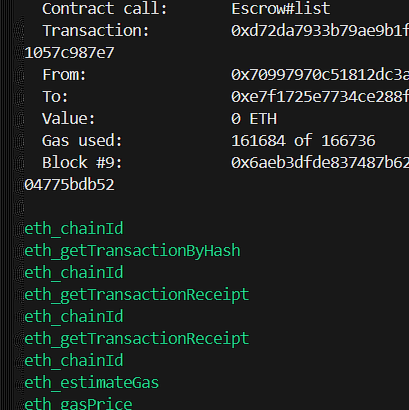 Contract call: Escrow#list
Transaction: 0xd72da7933b79ae9b1f
1057c987e7
From: 0x70997970c51812dc3a
To: 0xe7f1725e7734ce288f
Value: 0 ETH
Gas used: 161684 of 166736
Block #9: 0x6aeb3dfde837487b62
04775bdb52
eth_chainId
eth_getTransactionByHash
eth_chainId
eth_getTransactionReceipt
eth_chainId
eth_getTransactionReceipt
eth_chainId
eth_estimateGas
eth_gasPrice